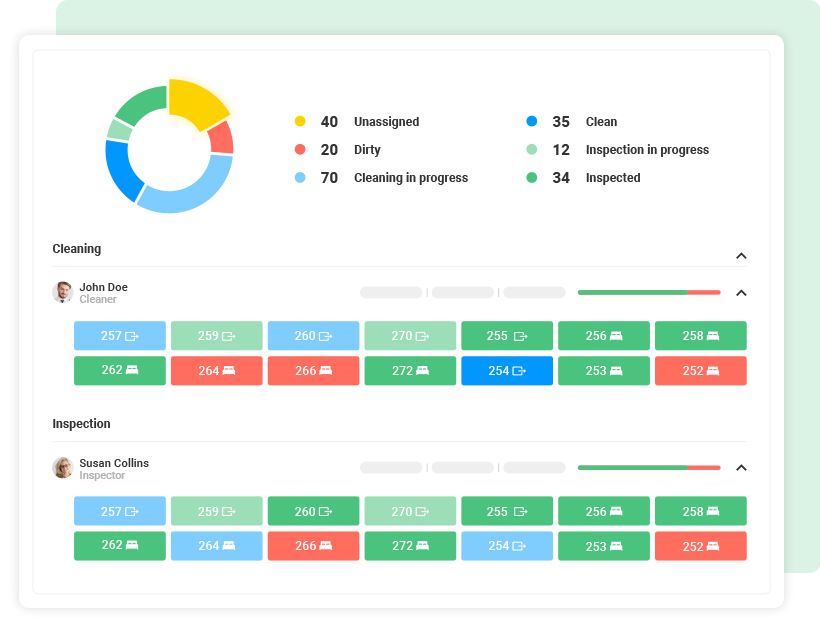 40 Unassigned 35 Clean
20 Dirty 12 Inspection in progress
70 Cleaning in progress 34 Inspected
Cleaning
John Doe
Cleaner
257 259 260 270 255 256 258
262 264 266 272 254 253 252
Inspection
Susan Collins
Inspector
257 259 260 270 255 256 258
262 264 266 272 254 253 252